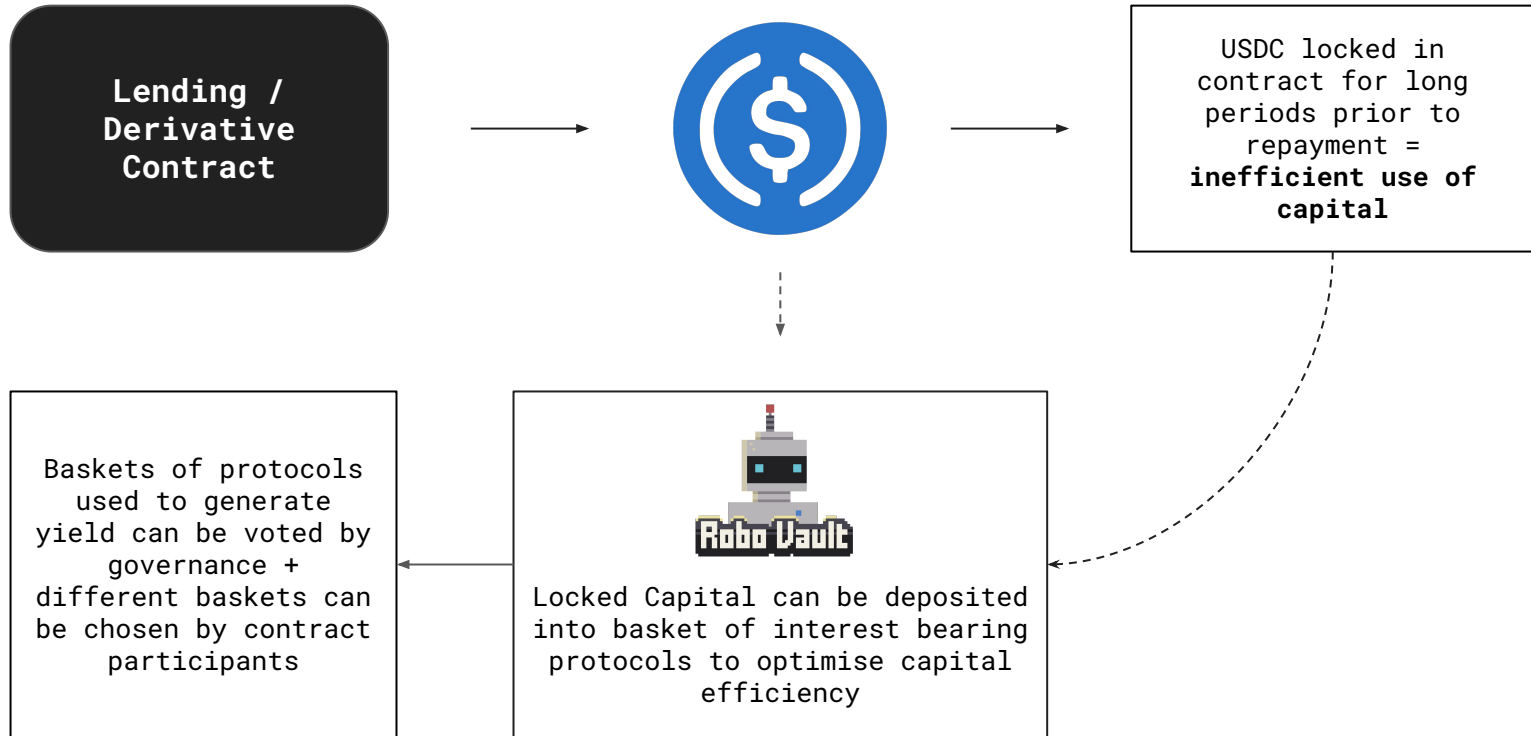 Lending /
Derivative
Contract
$
USDC locked in
contract for long
periods prior to
repayment =
inefficient use of
capital
Baskets of protocols
used to generate
yield can be voted by
governance +
different baskets can
be chosen by contract
participants
Robo Vault
Locked Capital can be deposited
into basket of interest bearing
protocols to optimise capital
efficiency